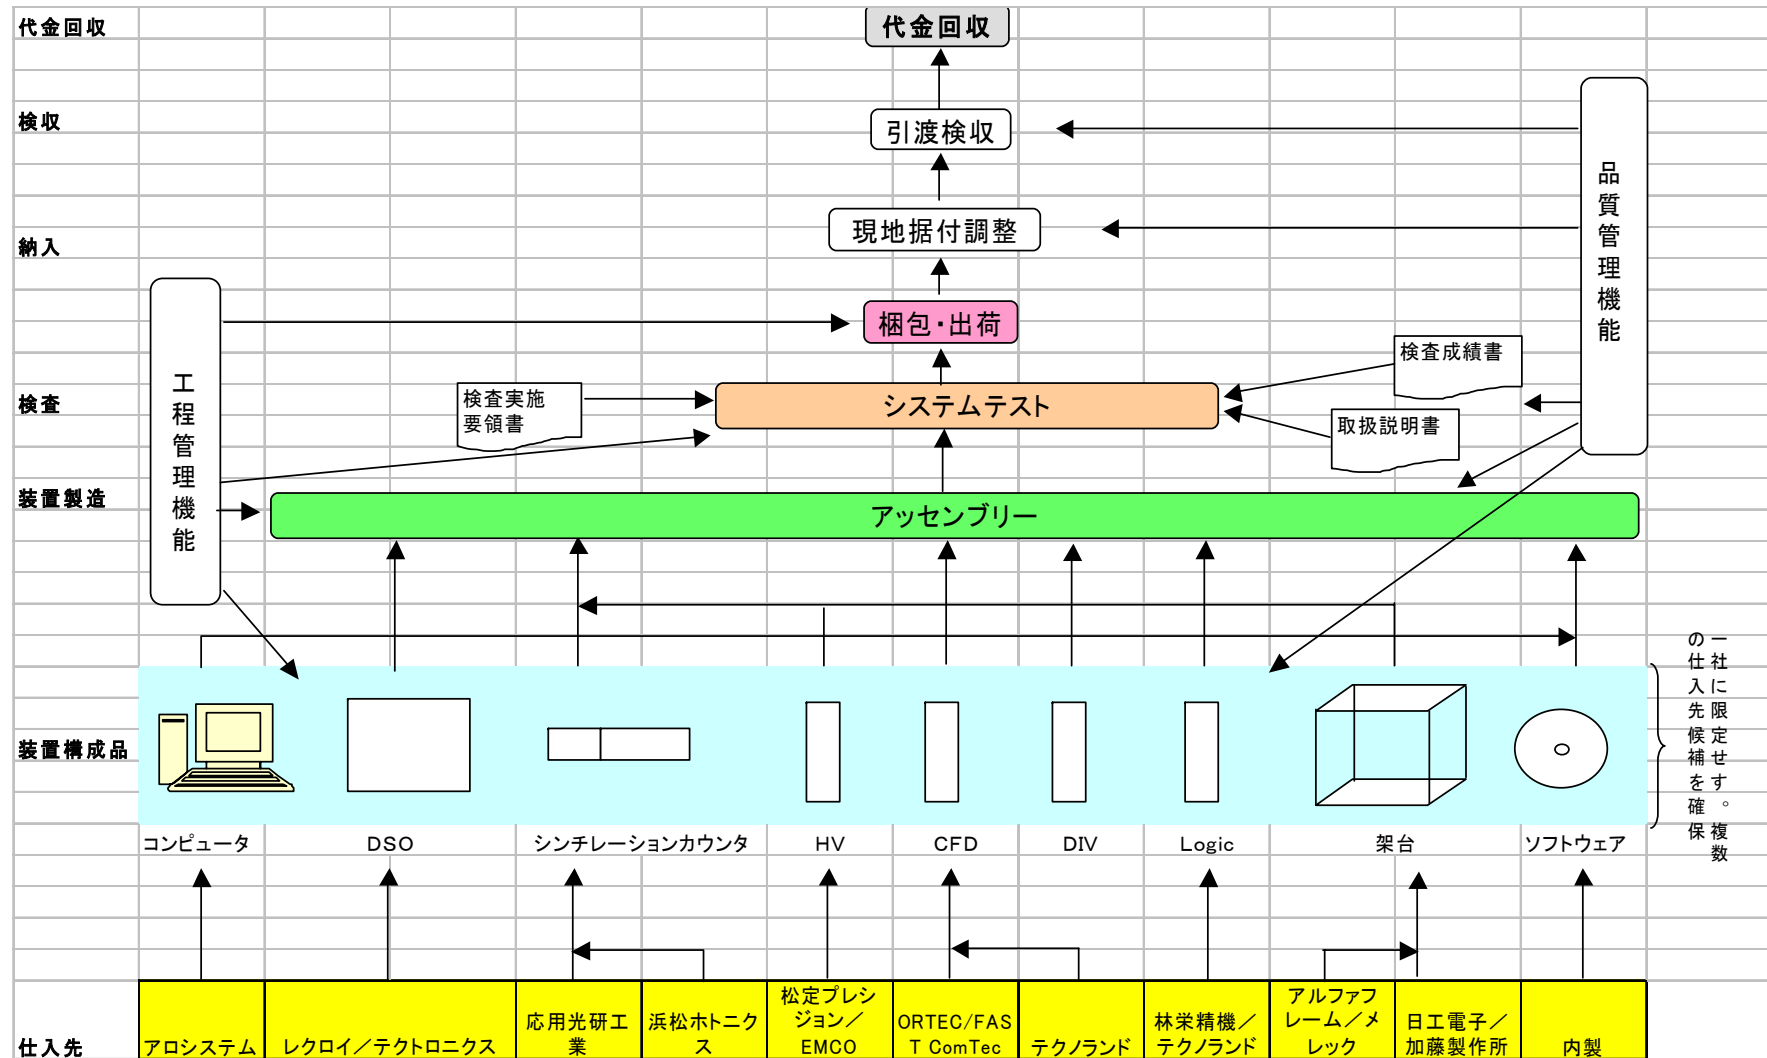 代金回収
代金回収
検収
引渡検収
品質管理機能
納入
現地据付調整
工程管理機能
梱包・出荷
検査成績書
検査
検査実施
要領書
システムテスト
取扱説明書
装置製造
アッセンブリー
一社に限定せす。複数
の仕入先候補を確保
装置構成品
コンピュータ
DSO
シンチレーションカウンタ
HV
CFD
DIV
Logic
架台
ソフトウェア
仕入先
アロシステム
レクロイ／テクトロニクス
応用光研工
業
浜松ホトニク
ス
松定プレシ
ジョン／
EMCO
ORTEC/FAS
T ComTec
テクノランド
林栄精機／
テクノランド
アルファフ
レーム／メ
レック
日工電子／
加藤製作所
内製